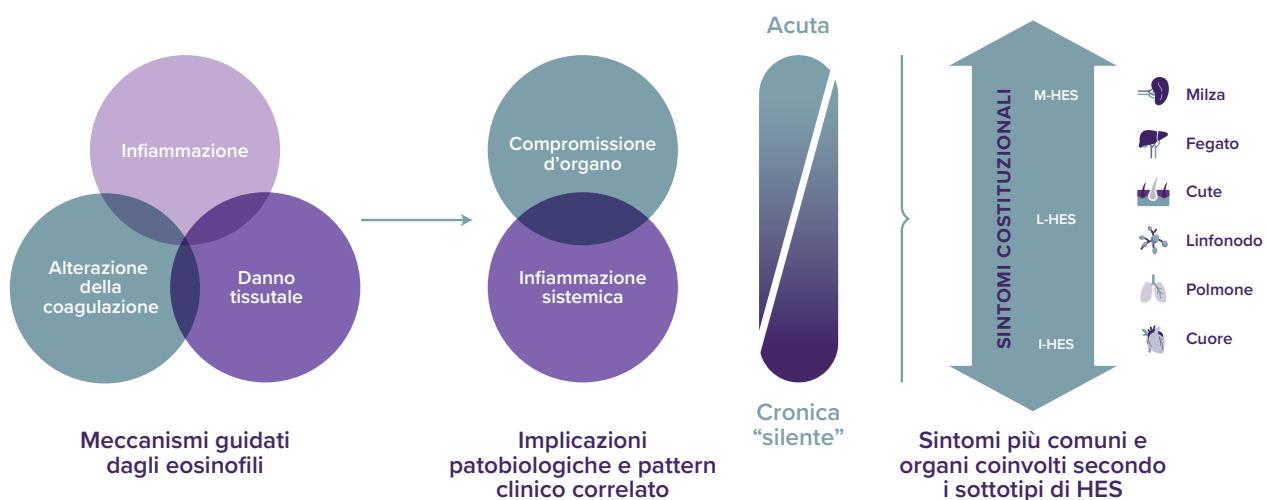 Infiammazione
Alterazione
della
coagulazione
Danno
tissutale
Meccanismi guidati
dagli eosinofili
Compromissione
d’organo
Infiammazione
sistemica
Implicazioni
patobiologiche e pattern
clinico correlato
Acuta
Cronica
“silente”
SINTOMI COSTITUZIONALI
M-HES
L-HES
I-HES
Milza
Fegato
Cute
Linfonodo
Polmone
Cuore
Sintomi più comuni e
organi coinvolti secondo
i sottotipi di HES